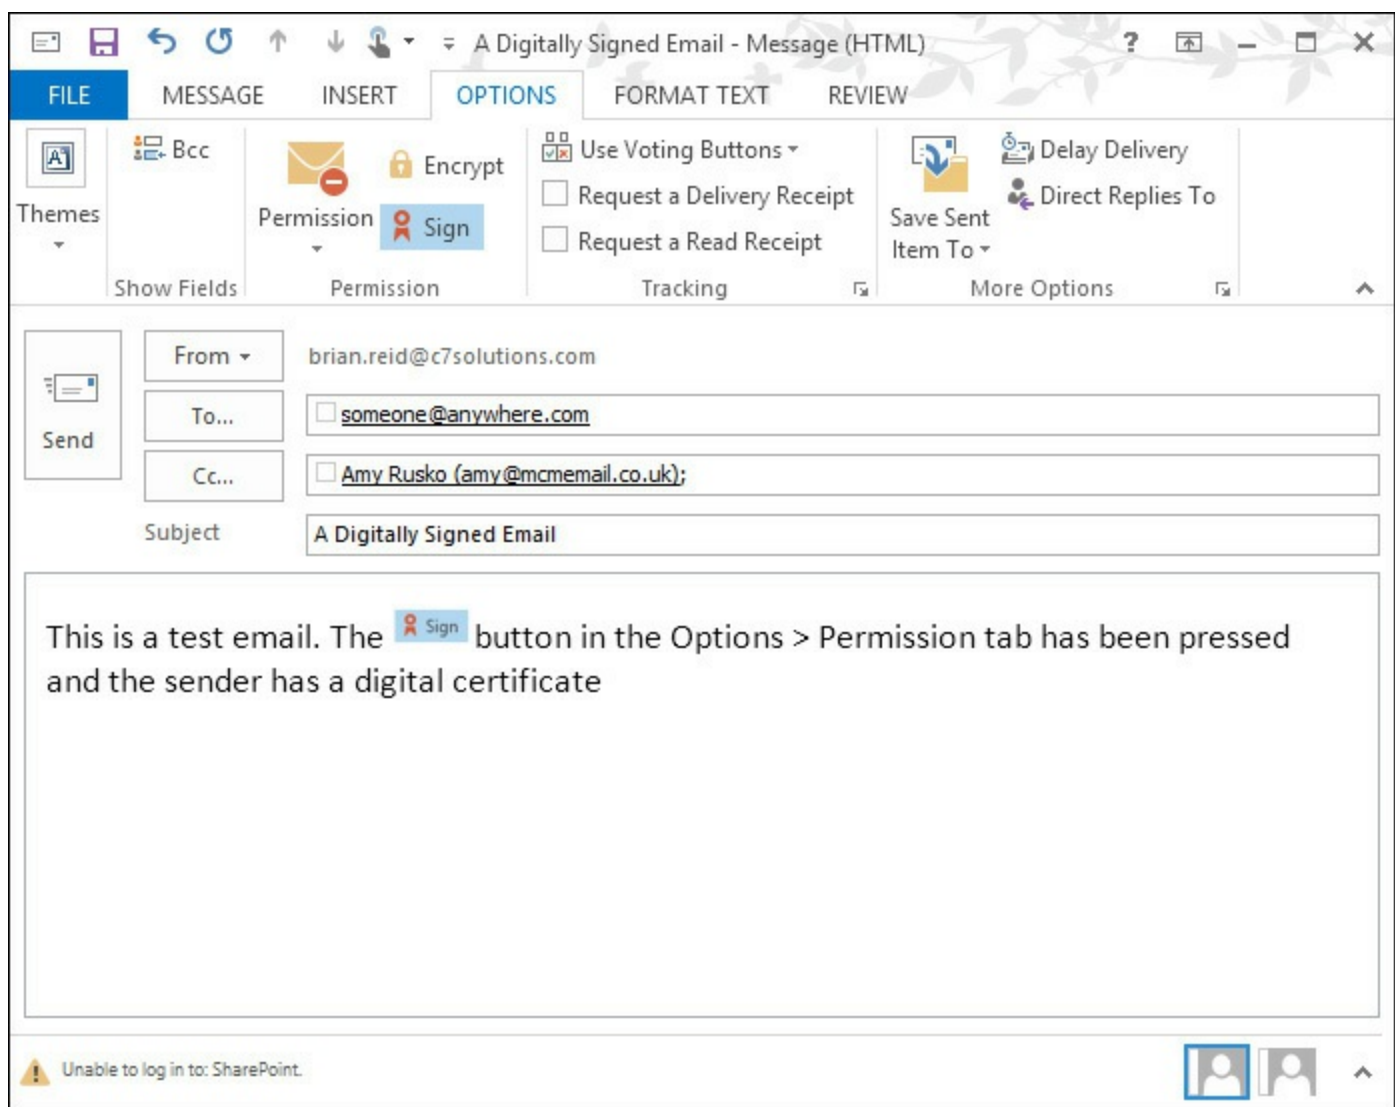 A Digitally Signed Email - Message (HTML) ?
FILE MESSAGE INSERT OPTIONS FORMAT TEXT REVIEW
Themes
Bcc
Show Fields
Permission
Encrypt
Sign
Permission
Use Voting Buttons
Request a Delivery Receipt
Request a Read Receipt
Tracking
Save Sent
Item To
Delay Delivery
Direct Replies To
More Options
Send
From brian.reid@c7solutions.com
To... someone@anywhere.com
Cc... Amy Rusko (amy@mcmemail.co.uk);
Subject A Digitally Signed Email
This is a test email. The Sign button in the Options > Permission tab has been pressed
and the sender has a digital certificate
Unable to log in to: SharePoint.